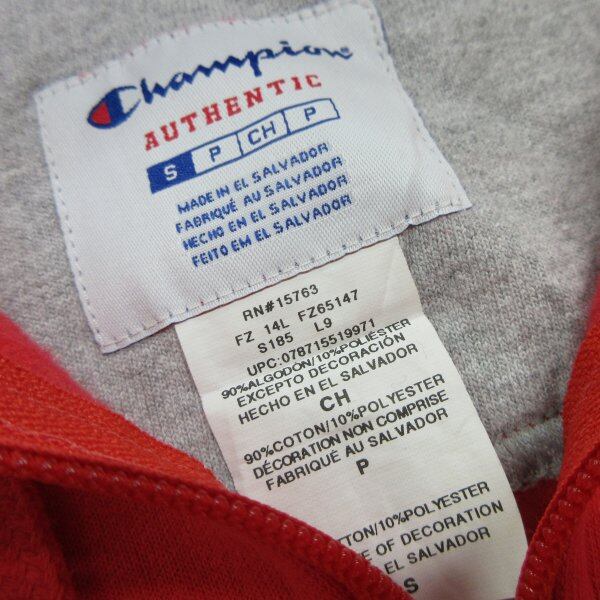 Champion
AUTHENTIC
S P CH P
MADE IN EL SALVADOR
FABRIQUÉ AU SALVADOR
HECHO EN EL SALVADOR
FEITO EM EL SALVADOR
RN#15763
FZ 14L FZ65147
S185 L9
UPC:078715519971
90%ALGODON/10%POLIÉSTER
EXCEPTO DECORACIÓN
HECHO EN EL SALVADOR
CH
90%COTON/10%POLYESTER
DÉCORATION NON COMPRISE
FABRIQUÉ AU SALVADOR
P
OTTON/10%POLYESTER
E OF DECORATION
EL SALVADOR
S